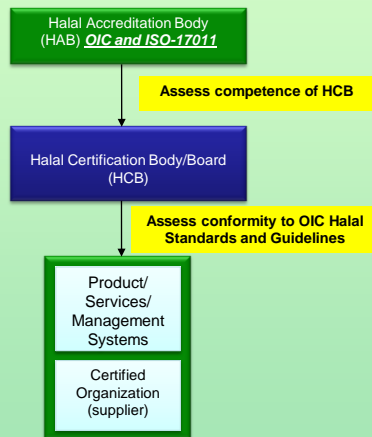 Halal Accreditation Body
(HAB) OIC and ISO-17011
Assess competence of HCB
Halal Certification Body/Board
(HCB)
Assess conformity to OIC Halal
Standards and Guidelines
Product/
Services/
Management
Systems
Certified
Organization
(supplier)